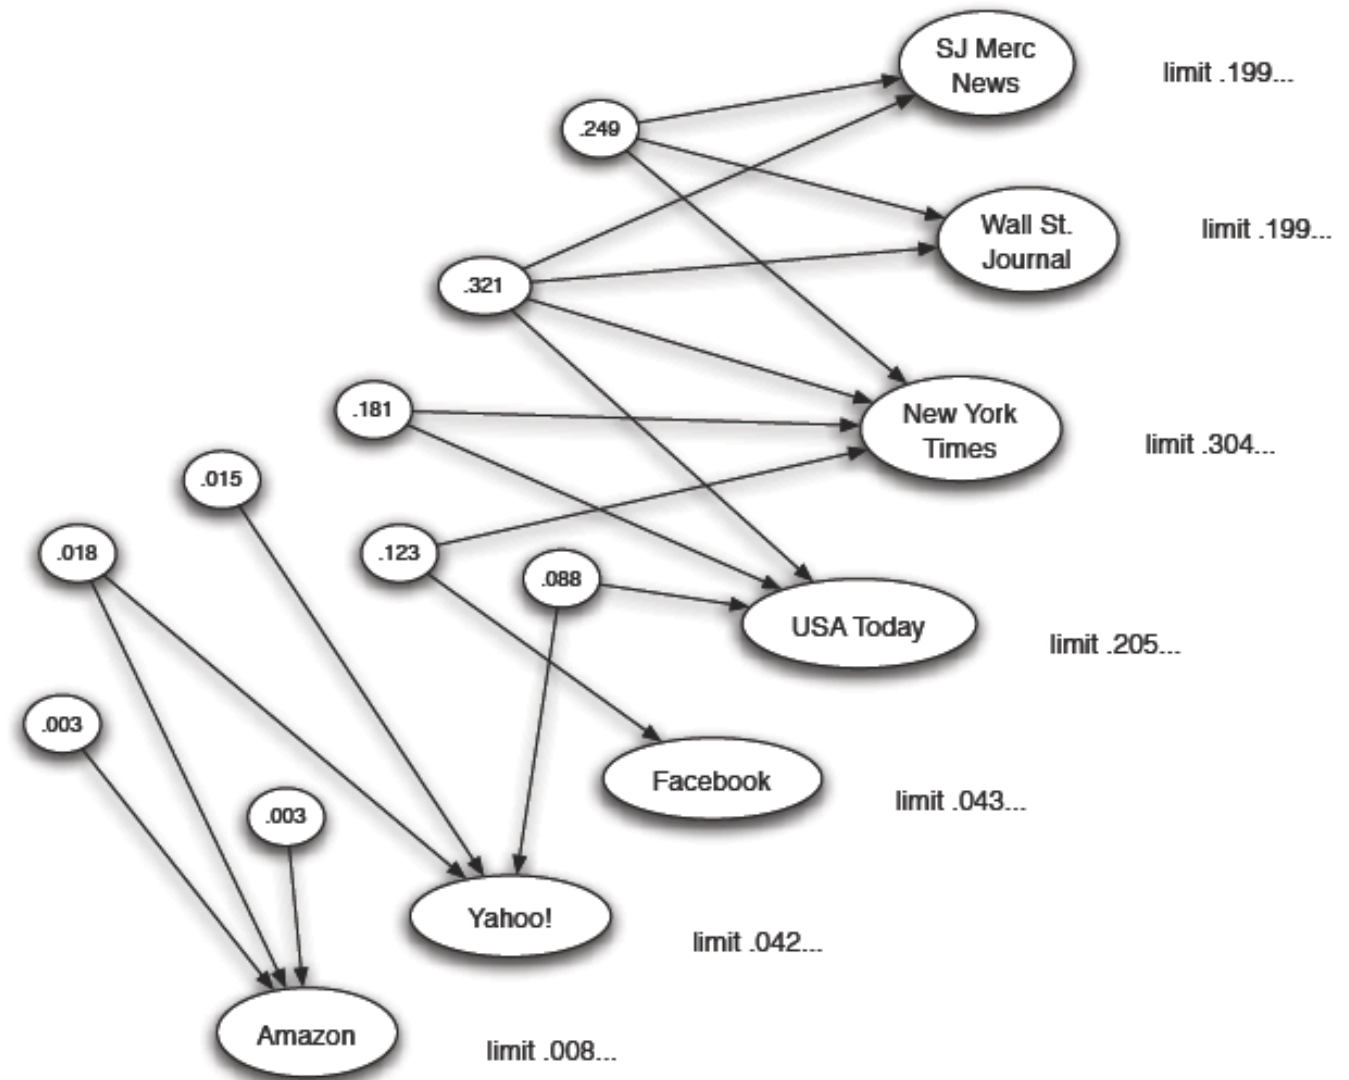 SJ Merc
News
limit .199...
.249
Wall St.
Journal
limit .199...
.321
.181
New York
Times
limit .304...
.015
.018
.123
.088
USA Today
limit .205...
.003
Facebook
limit .043...
.003
Yahoo!
limit .042...
Amazon
limit .008...